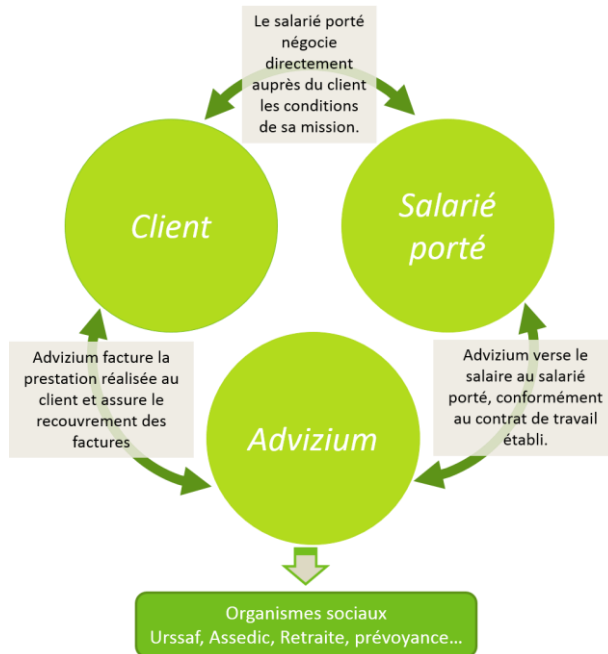 Le salarié porté
négocie
directement
auprès du client
les conditions
de sa mission.
Client
Salarié
porté
Advizium facture la
prestation réalisée au
client et assure le
recouvrement des
factures
Advizium verse le
salaire au salarié
porté, conformément
au contrat de travail
établi.
Advizium
Organismes sociaux
Urssaf, Assedic, Retraite, prévoyance...